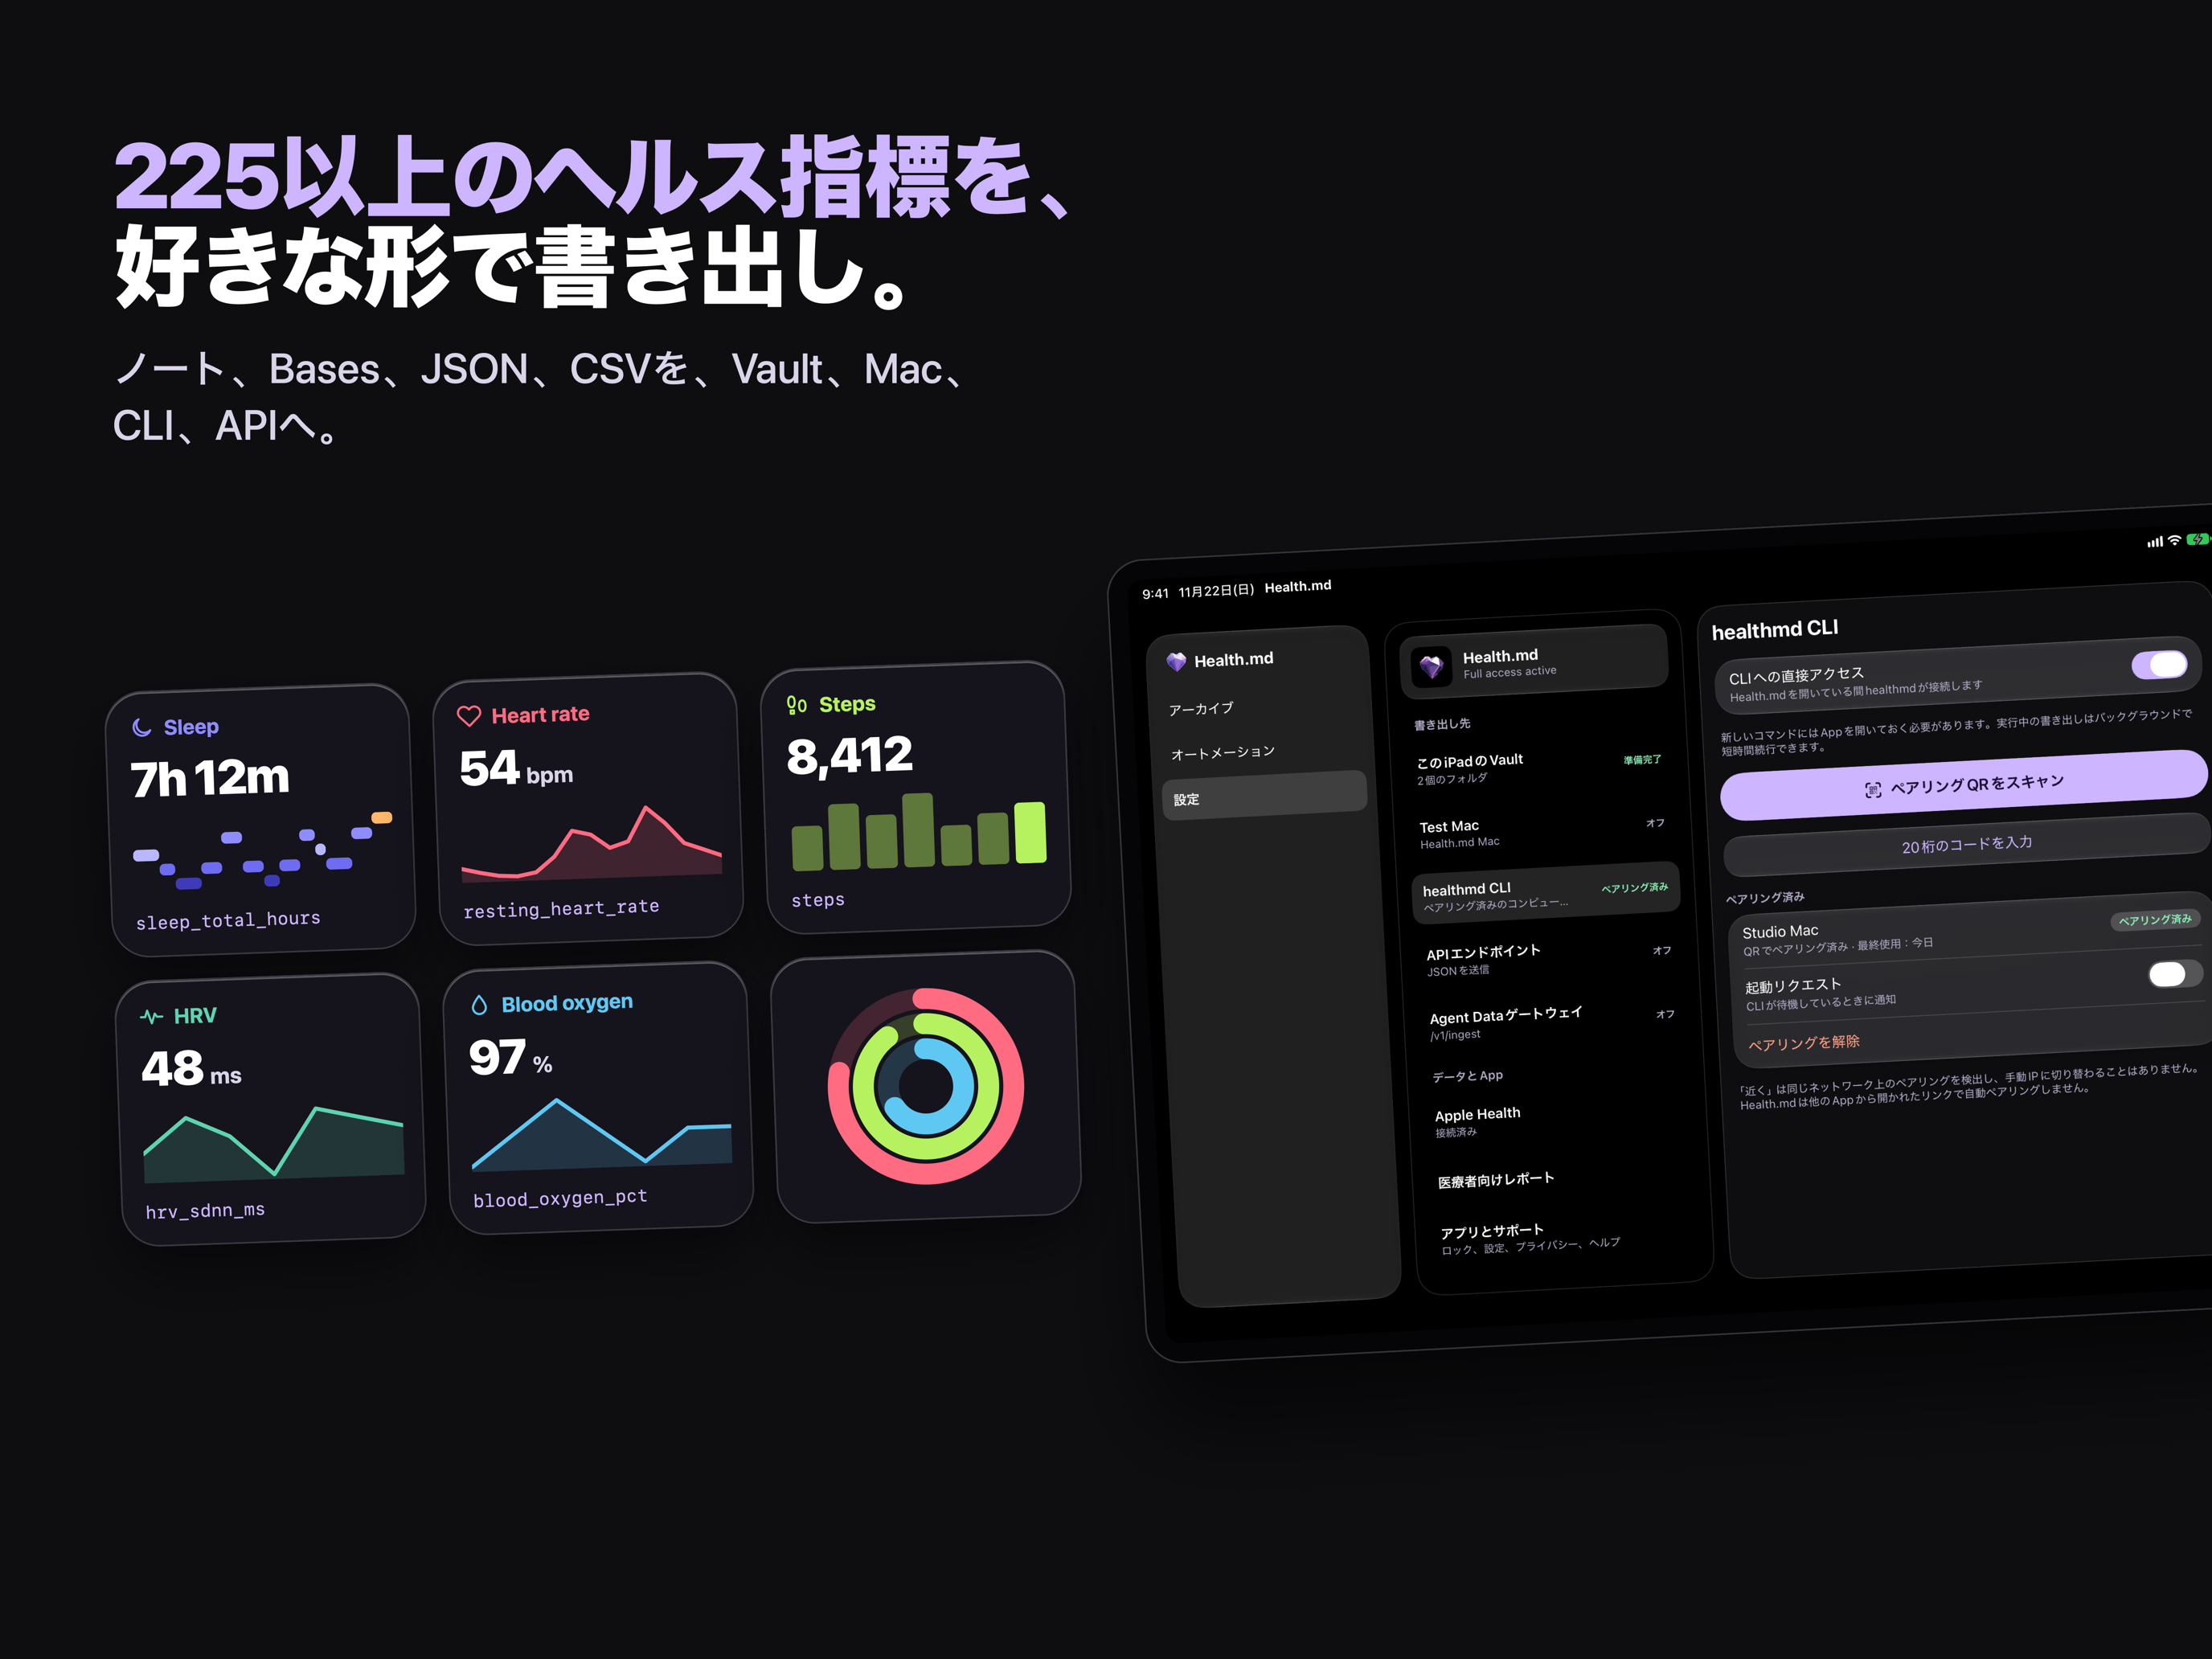 225以上のヘルス指標を、
好きな形で書き出し。
ノート、Bases、JSON、CSVを、Vault、Mac、
CLI、APIへ。
Sleep
7h 12m
sleep_total_hours
Heart rate
54 bpm
resting_heart_rate
Steps
8,412
steps
HRV
48 ms
hrv_sdnn_ms
Blood oxygen
97 %
blood_oxygen_pct
9:41 11月22日(日) Health.md
Health.md
アーカイブ
オートメーション
設定
Health.md
Full access active
書き出し先
このiPadのVault
2個のフォルダ
準備完了
Test Mac
Health.md Mac
オフ
healthmd CLI
ペアリング済みのコンピュー...
ペアリング済み
APIエンドポイント
JSONを送信
オフ
Agent Dataゲートウェイ
/v1/ingest
オフ
データとApp
Apple Health
接続済み
医療者向けレポート
アプリとサポート
ロック、設定、プライバシー、ヘルプ
healthmd CLI
CLIへの直接アクセス
Health.mdを開いている間healthmdが接続します
新しいコマンドにはAppを開いておく必要があります。実行中の書き出しはバックグラウンドで
短時間続行できます。
ペアリングQRをスキャン
20桁のコードを入力
ペアリング済み
Studio Mac
QRでペアリング済み · 最終使用：今日
ペアリング済み
起動リクエスト
CLIが待機しているときに通知
ペアリングを解除
「近く」は同じネットワーク上のペアリングを検出し、手動IPに切り替わることはありません。
Health.mdは他のAppから開かれたリンクで自動ペアリングしません。